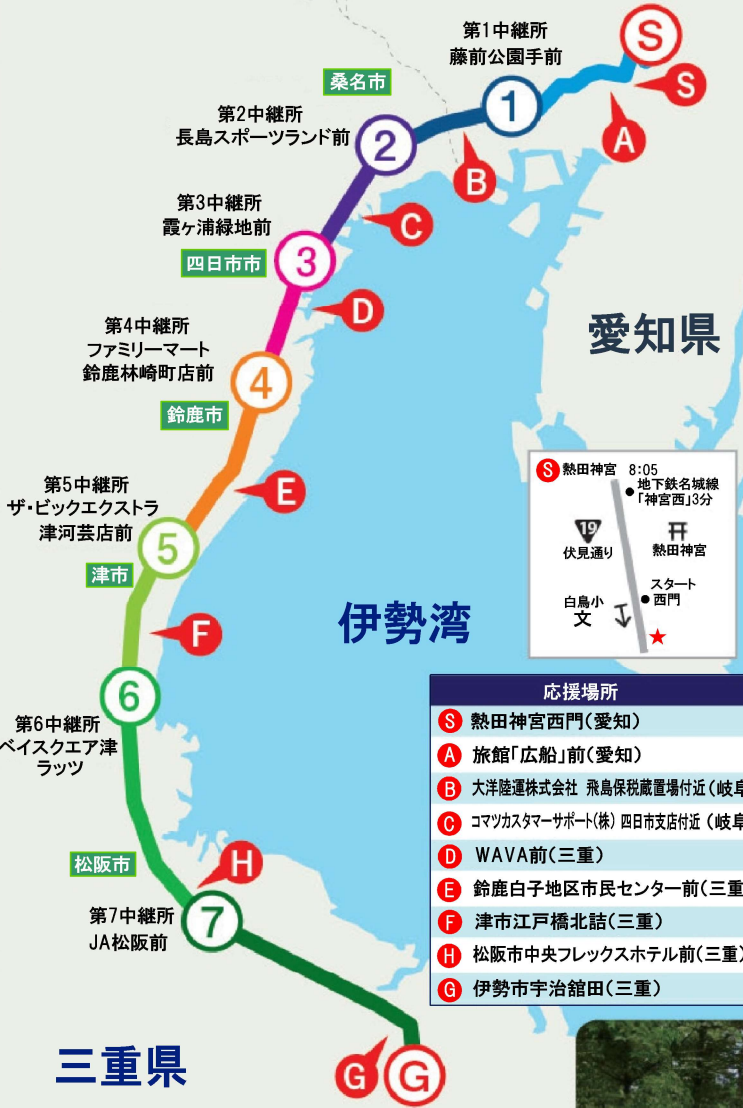 S
第1中継所
藤前公園手前
S
桑名市
1
A
第2中継所
長島スポーツランド前
2
B
第3中継所
霞ヶ浦緑地前
C
四日市市
3
D
第4中継所
ファミリーマート
鈴鹿林崎町店前
愛知県
4
鈴鹿市
S 熱田神宮 8:05
地下鉄名城線
「神宮西」3分
19
伏見通り
熱田神宮
スタート
西門
白鳥小
文
E
第5中継所
ザ・ビックエクストラ
津河芸店前
5
津市
伊勢湾
F
6
第6中継所
ベイスクエア津
ラッツ
応援場所
S 熱田神宮西門(愛知)
A 旅館「広船」前(愛知)
B 大洋陸運株式会社 飛島保税蔵置場付近(岐阜
C コマツカスタマーサポート(株) 四日市支店付近(岐阜
D WAVA前(三重)
E 鈴鹿白子地区市民センター前(三重
F 津市江戸橋北詰(三重)
H 松阪市中央フレックスホテル前(三重)
G 伊勢市宇治舘田(三重)
松阪市
H
第7中継所
JA松阪前
7
三重県
G
G